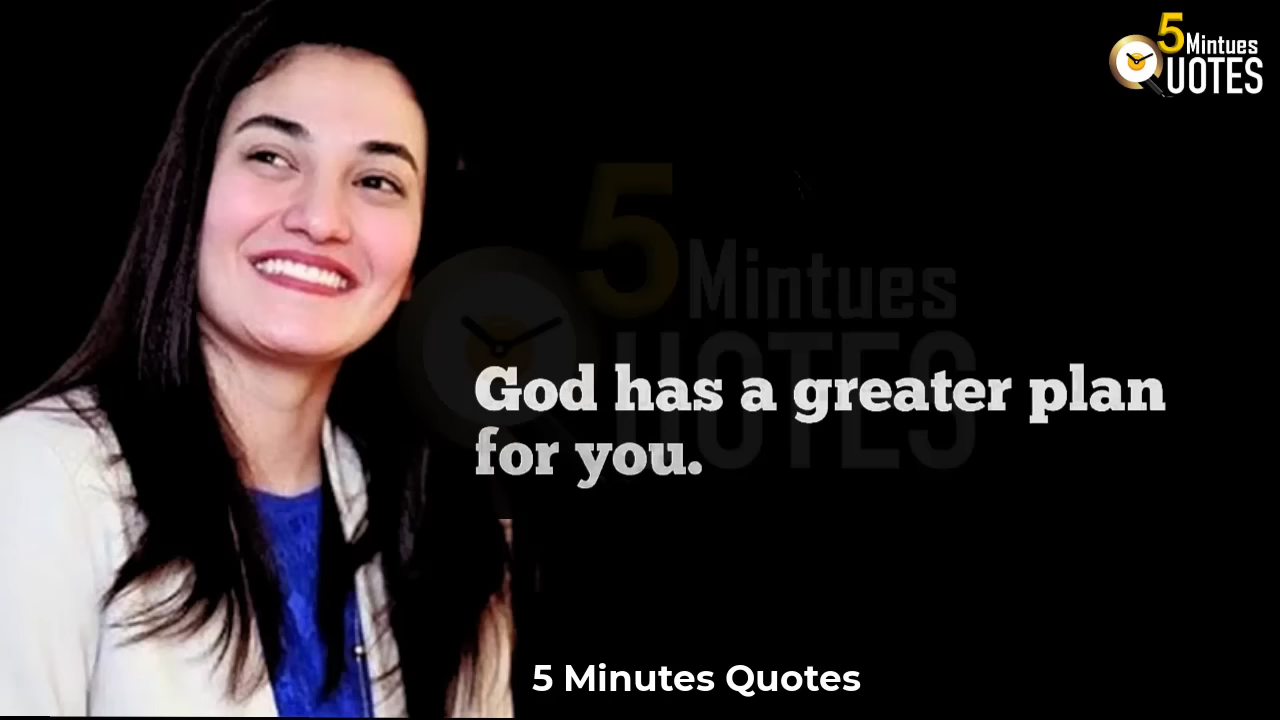 5 Mintues
QUOTES
5 Mintues
QUOTES
God has a greater plan
for you.
5 Minutes Quotes